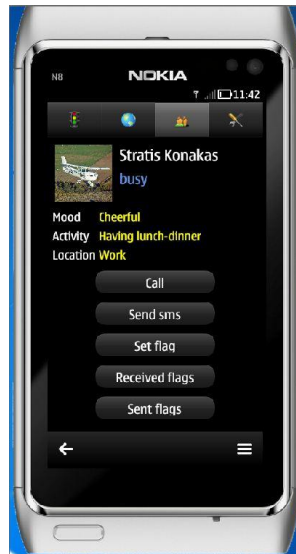 N8
NOKIA
11:42
Stratis Konakas
busy
Mood Cheerful
Activity Having lunch-dinner
Location Work
Call
Send sms
Set flag
Received flags
Sent flags